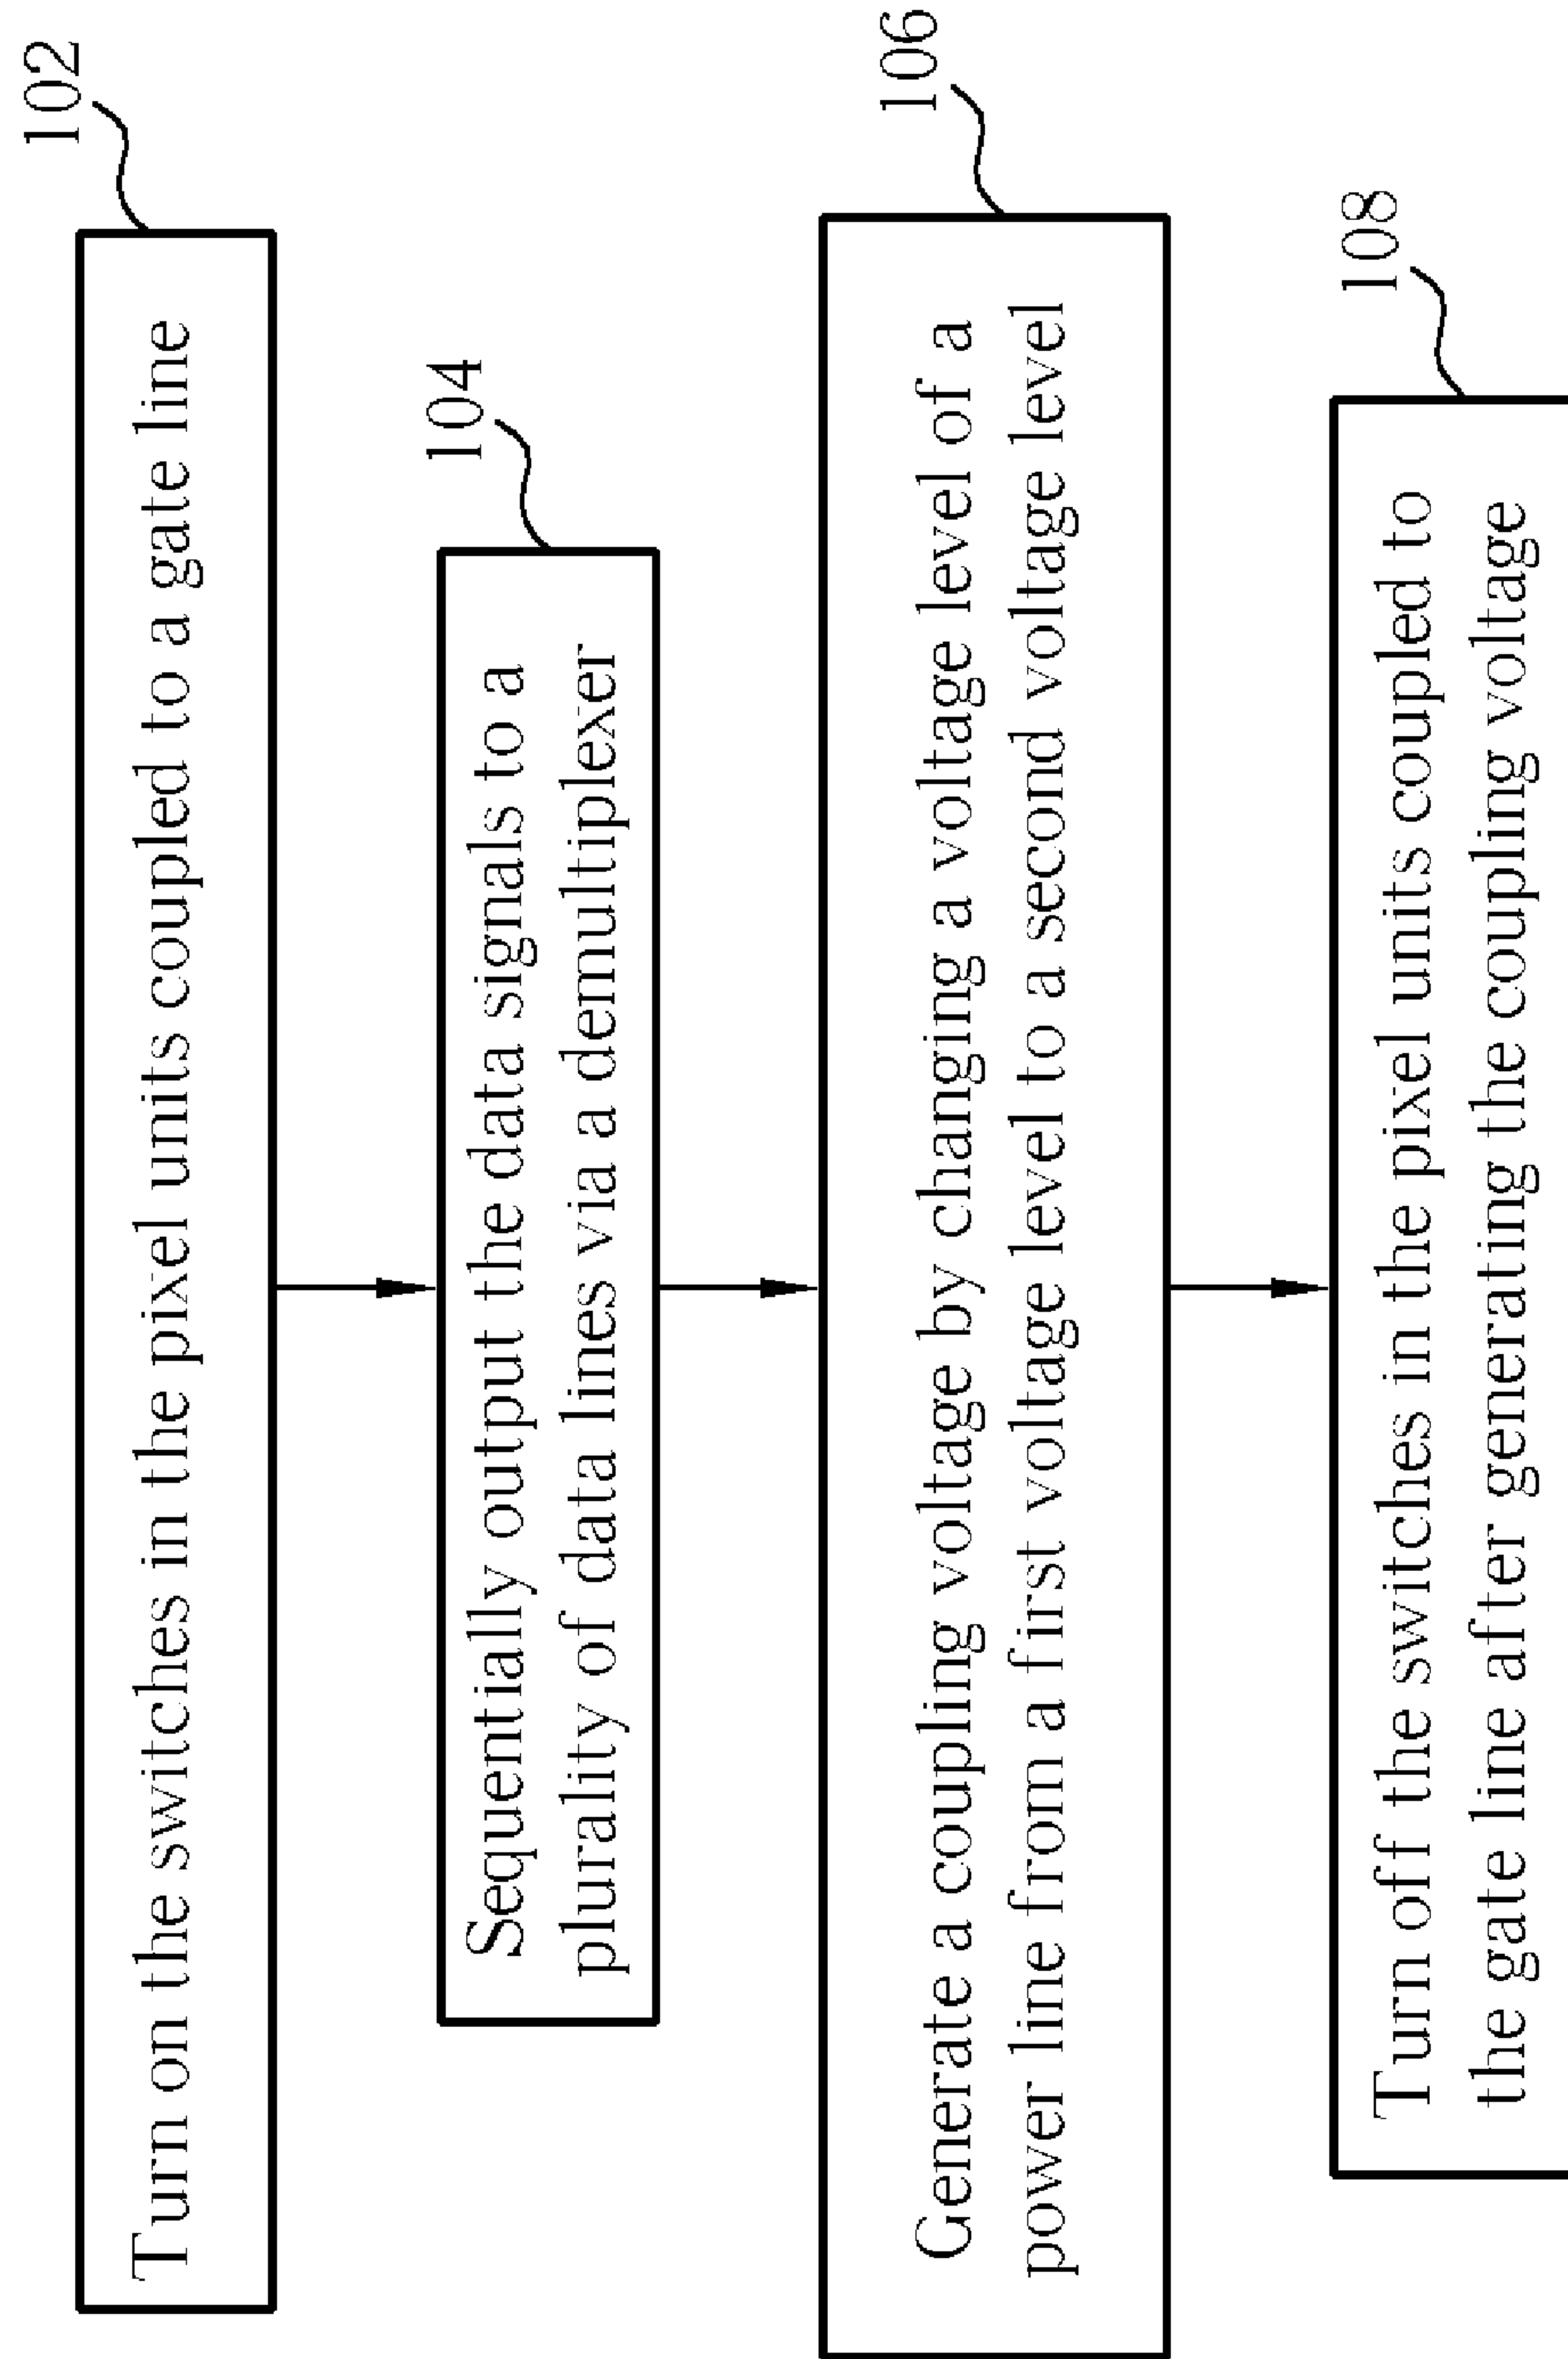 102
Turn on the switches in the pixel units coupled to a gate line
104
Sequentially output the data signals to a
plurality of data lines via a demultiplexer
106
Generate a coupling voltage by changing a voltage level of a
power line from a first voltage level to a second voltage level
108
Turn off the switches in the pixel units coupled to
the gate line after generating the coupling voltage